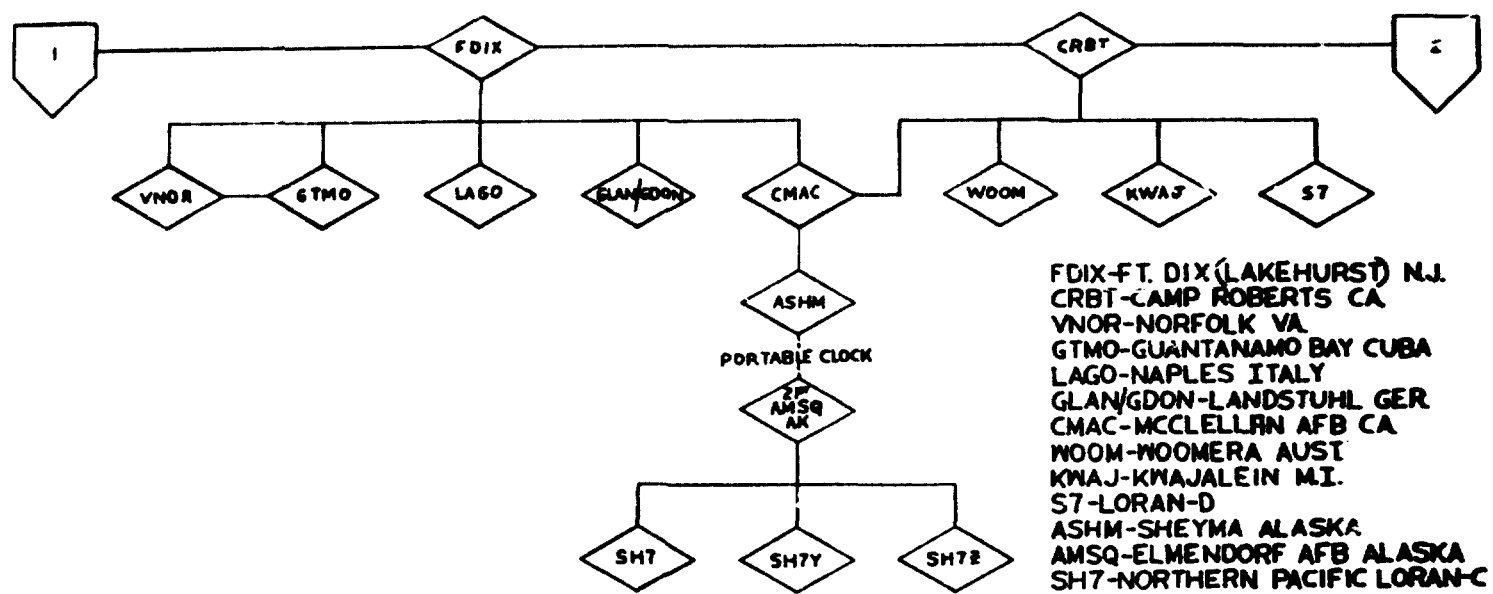 1
FDIX
CRBT
2
VNOR
GTMO
LAGO
GLAN/GDON
CMAC
WOOM
KWAJ
S7
ASHM
PORTABLE CLOCK
AMSQ
AK
SH7
SH7Y
SH7Z
FDIX-FT. DIX (LAKEHURST) N.J.
CRBT-CAMP ROBERTS CA
VNOR-NORFOLK VA
GTMO-GUANTANAMO BAY CUBA
LAGO-NAPLES ITALY
GLAN/GDON-LANDSTUHL GER
CMAC-MCCLELLAN AFB CA
WOOM-WOOMERA AUST
KWAJ-KWAJALEIN M.I.
S7-LORAN-D
ASHM-SHEYMA ALASKA
AMSQ-ELMENDORF AFB ALASKA
SH7-NORTHERN PACIFIC LORAN-C